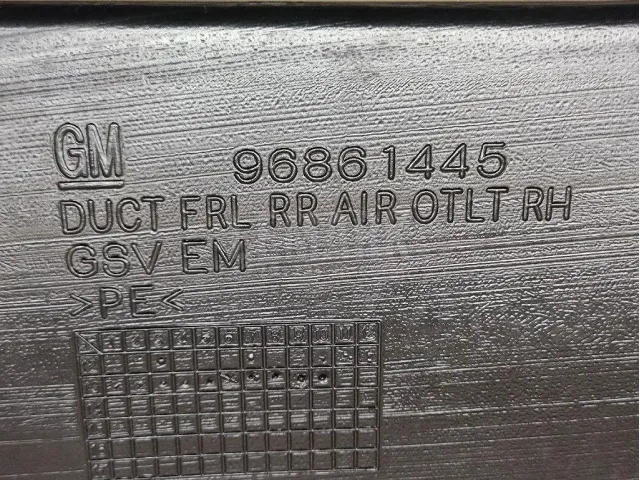 GM 96861445
DUCT FRL RR AIR OTLT RH
GSV EM
>PE<